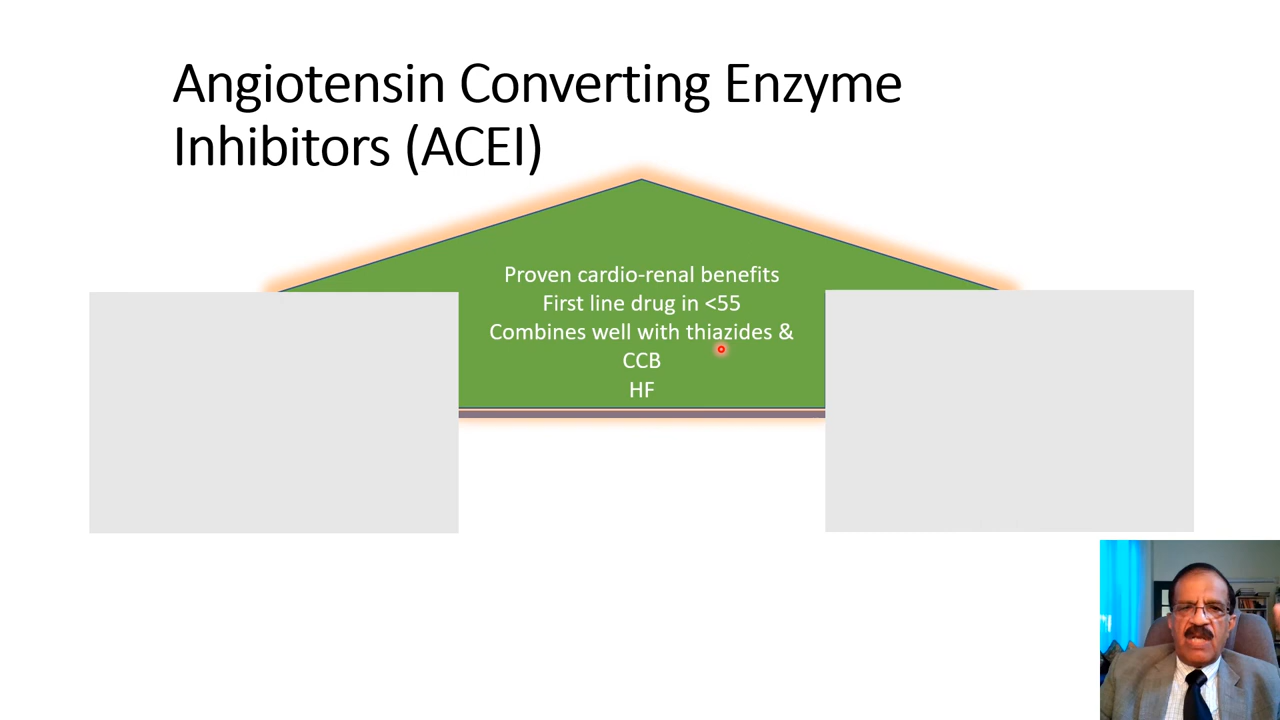 Angiotensin Converting Enzyme
Inhibitors (ACEI)
Proven cardio-renal benefits
First line drug in <55
Combines well with thiazides &
CCB
HF